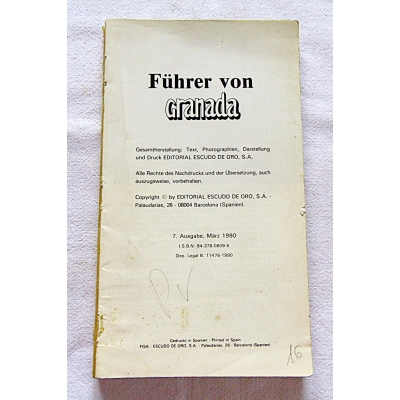 Führer von
Granada
Gesamtherstellung: Text, Photographien, Darstellung
und Druck EDITORIAL ESCUDO DE ORO, S.A.
Alle Rechte des Nachdrucks und der Übersetzung, auch
auszugsweise, vorbehalten.
Copyright © by EDITORIAL ESCUDO DE ORO, S.A. -
Palaudarias, 26 - 08004 Barcelona (Spanien).
7. Ausgabe, März 1990
I.S.B.N. 84-378-0809-X
Dep. Legal B. 11476-1990
Gedruckt in Spanien - Printed in Spain
FISA - ESCUDO DE ORO, S.A. - Palaudarias, 26 - Barcelona (Spanien)
16